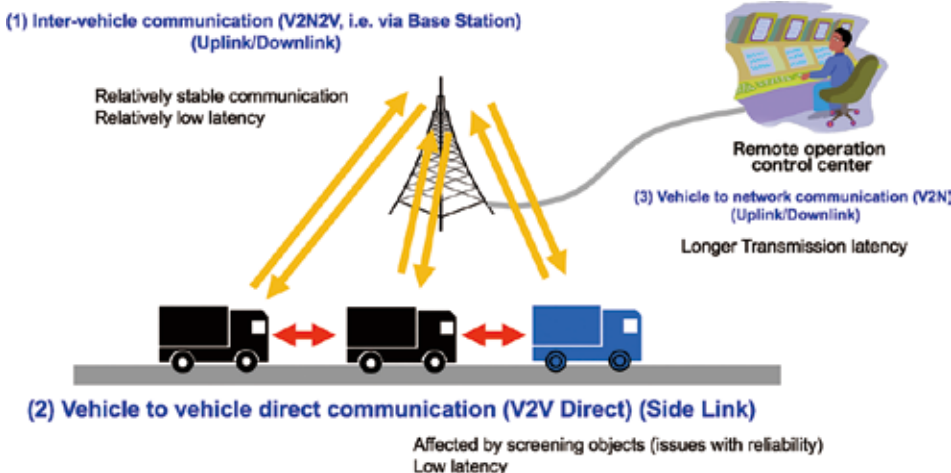 (1) Inter-vehicle communication (V2N2V, i.e. via Base Station)
(Uplink/Downlink)
Relatively stable communication
Relatively low latency
Remote operation
control center
(3) Vehicle to network communication (V2N)
(Uplink/Downlink)
Longer Transmission latency
(2) Vehicle to vehicle direct communication (V2V Direct) (Side Link)
Affected by screening objects (issues with reliability)
Low latency